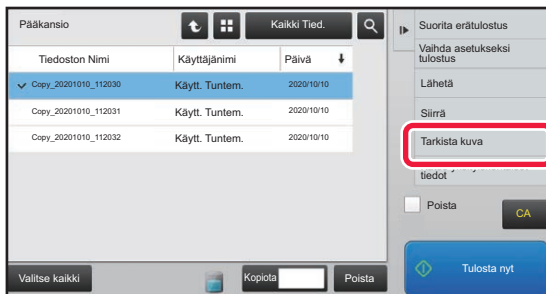 Pääkansio
Kaikki Tied.
Tiedoston Nimi Käyttäjänimi Päivä
Copy_20201010_112030 Käytt. Tuntem. 2020/10/10
Copy_20201010_112031 Käytt. Tuntem. 2020/10/10
Copy_20201010_112032 Käytt. Tuntem. 2020/10/10
Valitse kaikki
Kopiota
Poista
Suorita erätulostus
Vaihda asetukseksi
tulostus
Lähetä
Siirrä
Tarkista kuva
tiedot
Poista
CA
Tulosta nyt